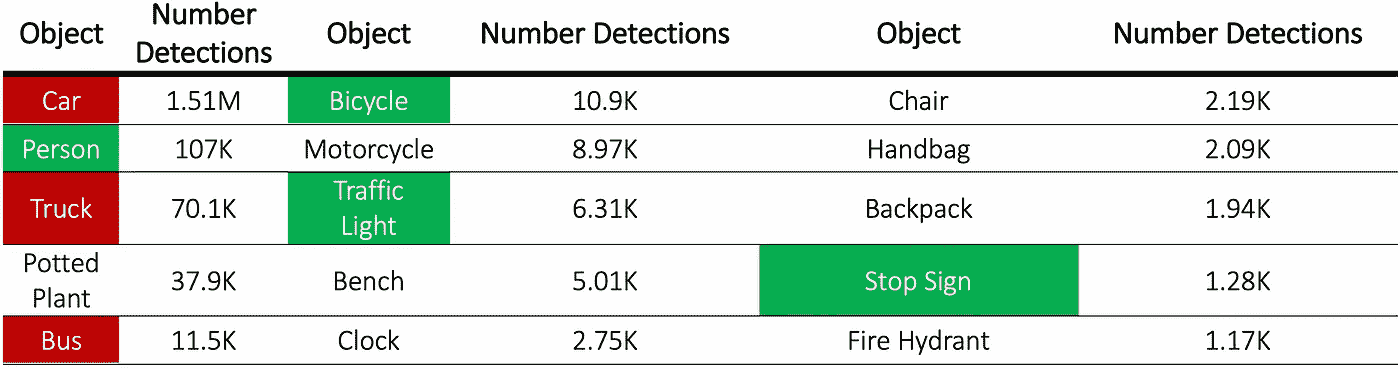 Object Number Detections Object Number Detections Object Number Detections
Car 1.51M Bicycle 10.9K Chair 2.19K
Person 107K Motorcycle 8.97K Handbag 2.09K
Truck 70.1K Traffic Light 6.31K Backpack 1.94K
Potted Plant 37.9K Bench 5.01K Stop Sign 1.28K
Bus 11.5K Clock 2.75K Fire Hydrant 1.17K